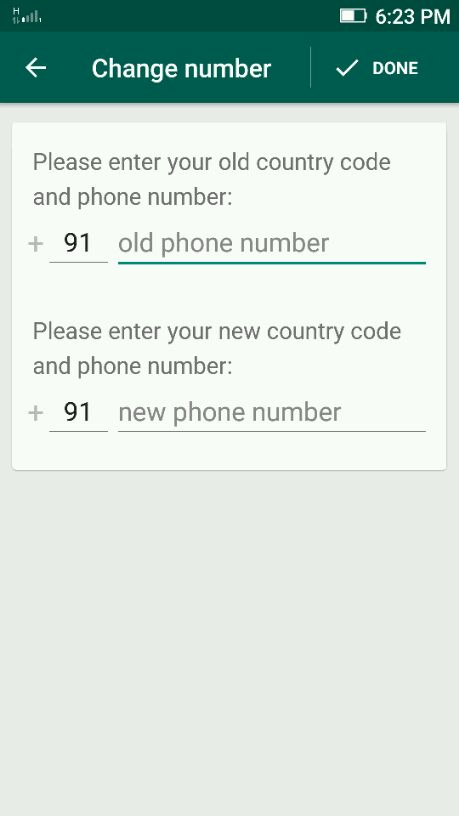 H 6:23 PM
Change number DONE
Please enter your old country code
and phone number:
+ 91 old phone number
Please enter your new country code
and phone number:
+ 91 new phone number